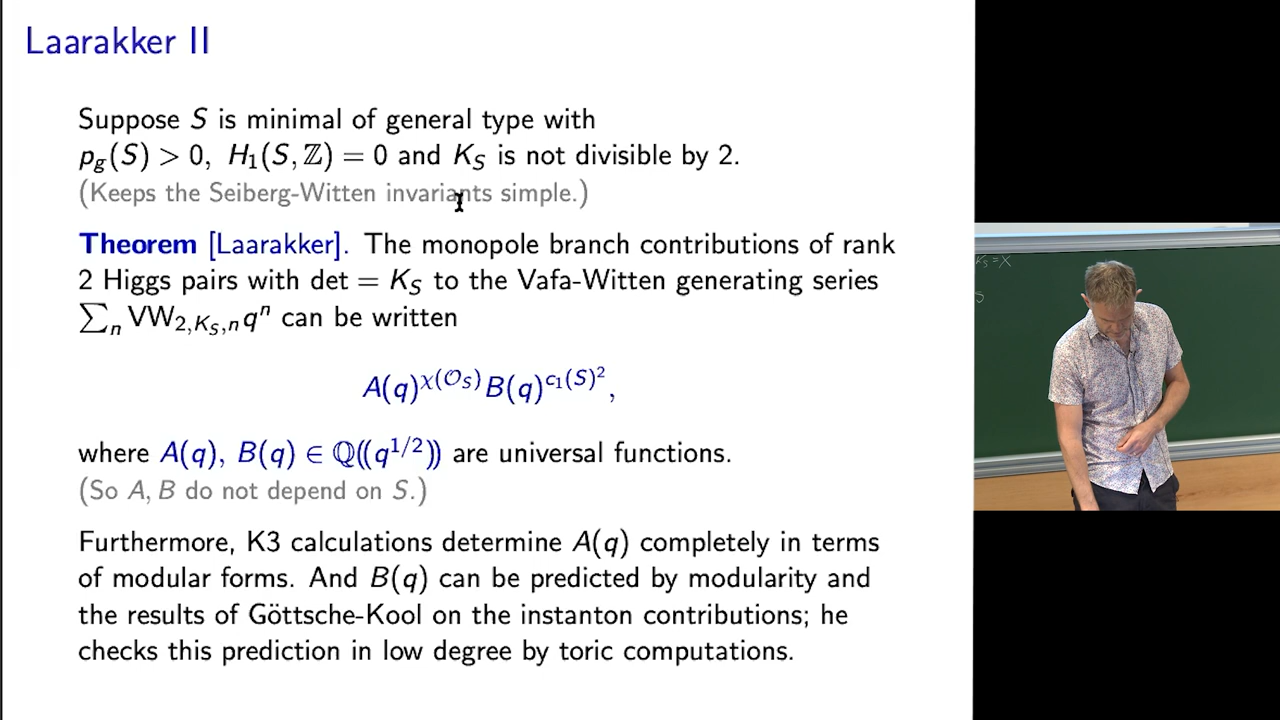 Laarakker II
Suppose S is minimal of general type with
p_g(S) > 0, H_1(S, ℤ) = 0 and K_S is not divisible by 2.
(Keeps the Seiberg-Witten invariants simple.)
Theorem [Laarakker]. The monopole branch contributions of rank
2 Higgs pairs with det = K_S to the Vafa-Witten generating series
∑_n VW_{2,K_S,n} q^n can be written
A(q)^{χ(𝒪_S)} B(q)^{c_1(S)^2},
where A(q), B(q) ∈ ℚ((q^{1/2})) are universal functions.
(So A, B do not depend on S.)
Furthermore, K3 calculations determine A(q) completely in terms
of modular forms. And B(q) can be predicted by modularity and
the results of Göttsche-Kool on the instanton contributions; he
checks this prediction in low degree by toric computations.